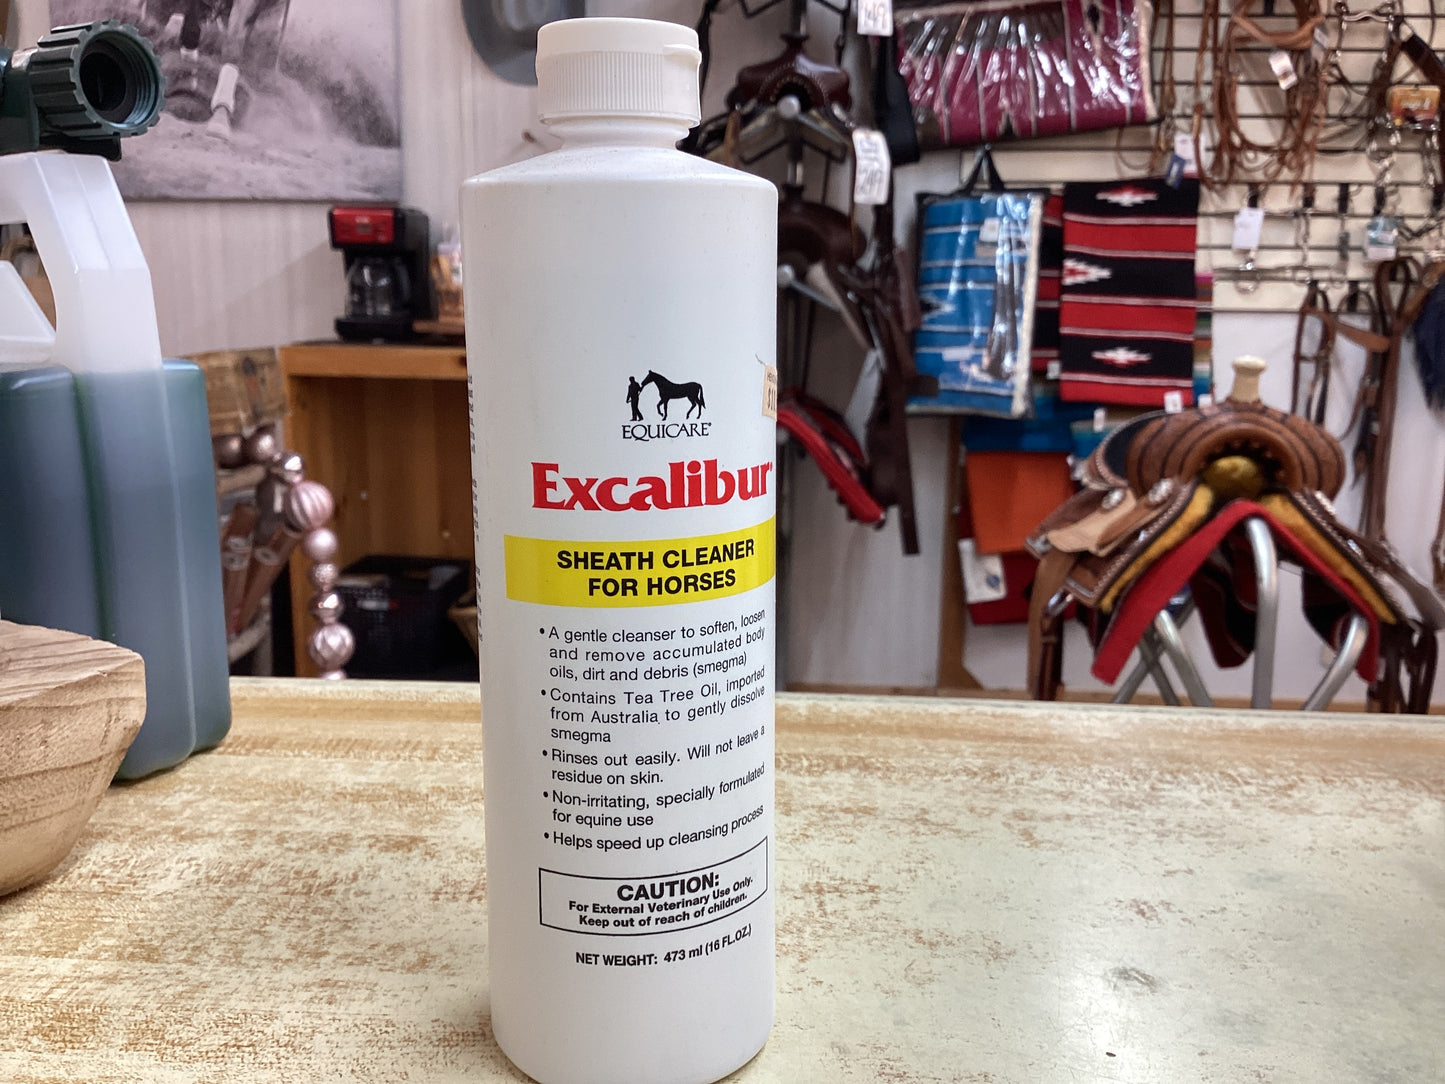 EQUICARE®
Excalibur
SHEATH CLEANER
FOR HORSES
• A gentle cleanser to soften, loosen
and remove accumulated body
oils, dirt and debris (smegma)
• Contains Tea Tree Oil, imported
from Australia to gently dissolve
smegma
• Rinses out easily. Will not leave a
residue on skin.
• Non-irritating, specially formulated
for equine use
• Helps speed up cleansing process
CAUTION:
For External Veterinary Use Only.
Keep out of reach of children.
NET WEIGHT: 473 ml (16 FL.OZ.)